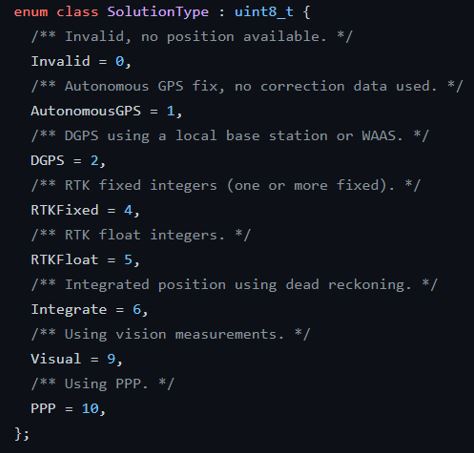 enum class SolutionType : uint8_t {
  /** Invalid, no position available. */
  Invalid = 0,
  /** Autonomous GPS fix, no correction data used. */
  AutonomousGPS = 1,
  /** DGPS using a local base station or WAAS. */
  DGPS = 2,
  /** RTK fixed integers (one or more fixed). */
  RTKFixed = 4,
  /** RTK float integers. */
  RTKFloat = 5,
  /** Integrated position using dead reckoning. */
  Integrate = 6,
  /** Using vision measurements. */
  Visual = 9,
  /** Using PPP. */
  PPP = 10,
};